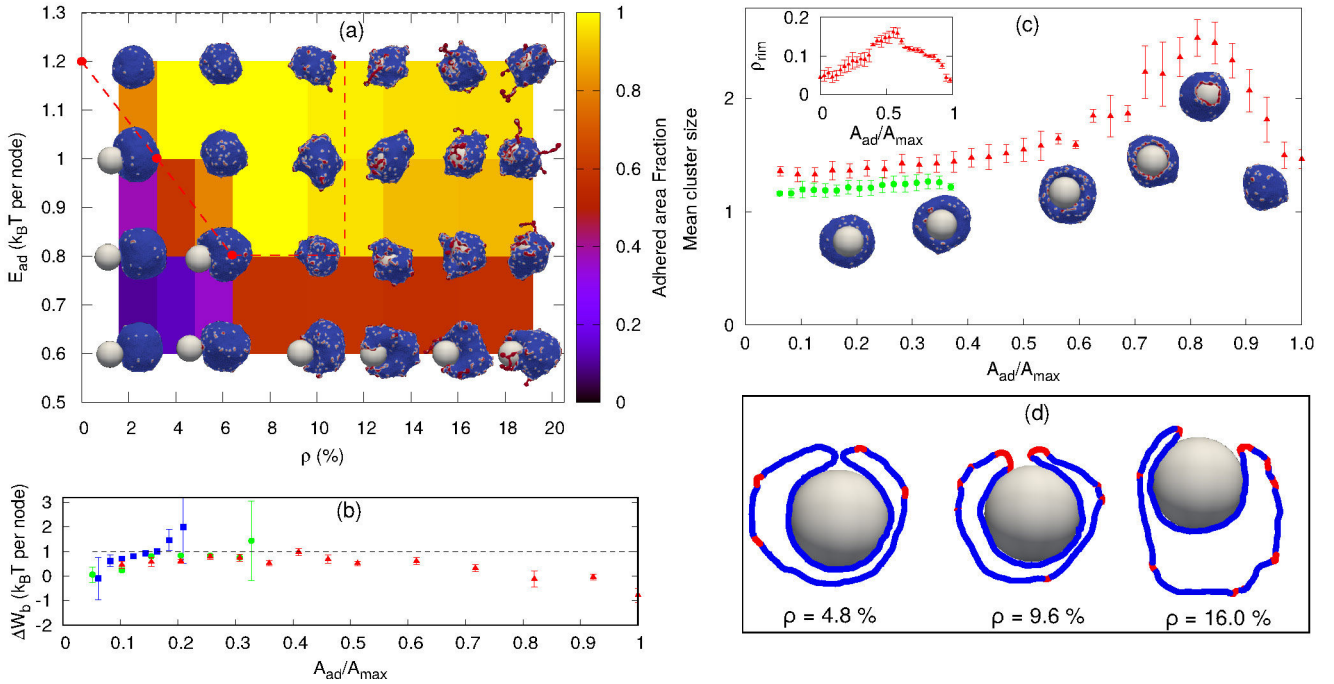 (a)
1.3
1.2
1.1
1
0.9
0.8
0.7
0.6
0.5
E_ad (k_BT per node)
0 2 4 6 8 10 12 14 16 18 20
ρ (%)
1
0.8
0.6
0.4
0.2
0
Adhered area Fraction
(b)
3
2
1
0
-1
-2
ΔW_b (k_BT per node)
0 0.1 0.2 0.3 0.4 0.5 0.6 0.7 0.8 0.9 1
A_ad/A_max
(c)
2
1
0
Mean cluster size
0.2
0.1
0
ρ_rim
0 0.5 1
A_ad/A_max
0.0 0.1 0.2 0.3 0.4 0.5 0.6 0.7 0.8 0.9 1.0
A_ad/A_max
(d)
ρ = 4.8 %
ρ = 9.6 %
ρ = 16.0 %